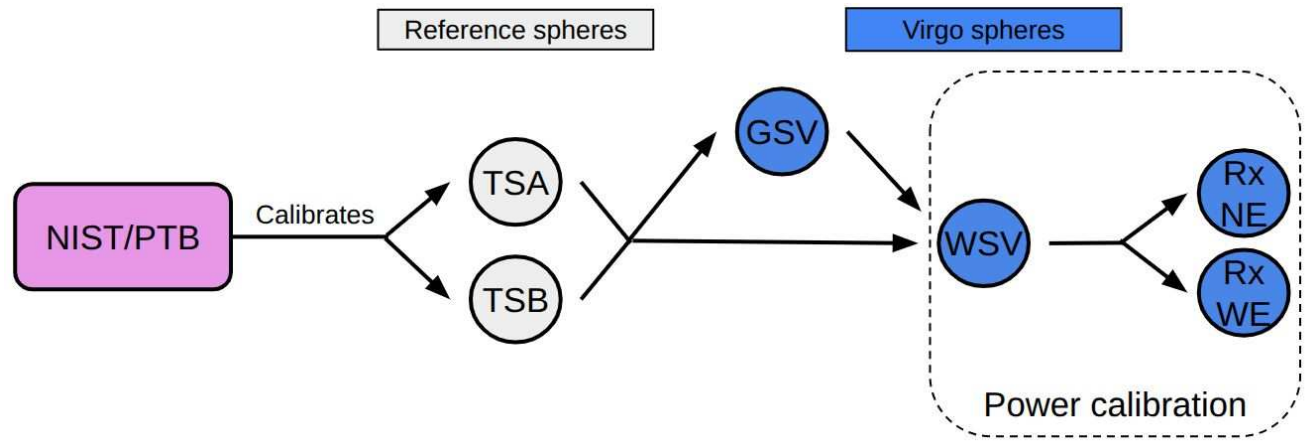 Reference spheres
Virgo spheres
NIST/PTB
Calibrates
TSA
TSB
GSV
WSV
Rx
NE
Rx
WE
Power calibration